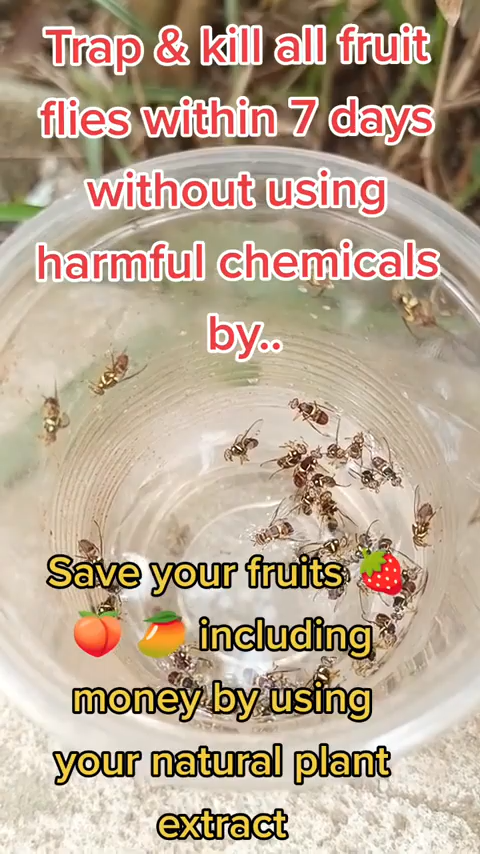 Trap & kill all fruit
flies within 7 days
without using
harmful chemicals
by..
Save your fruits 🍓
🍑 🥭 including
money by using
your natural plant
extract